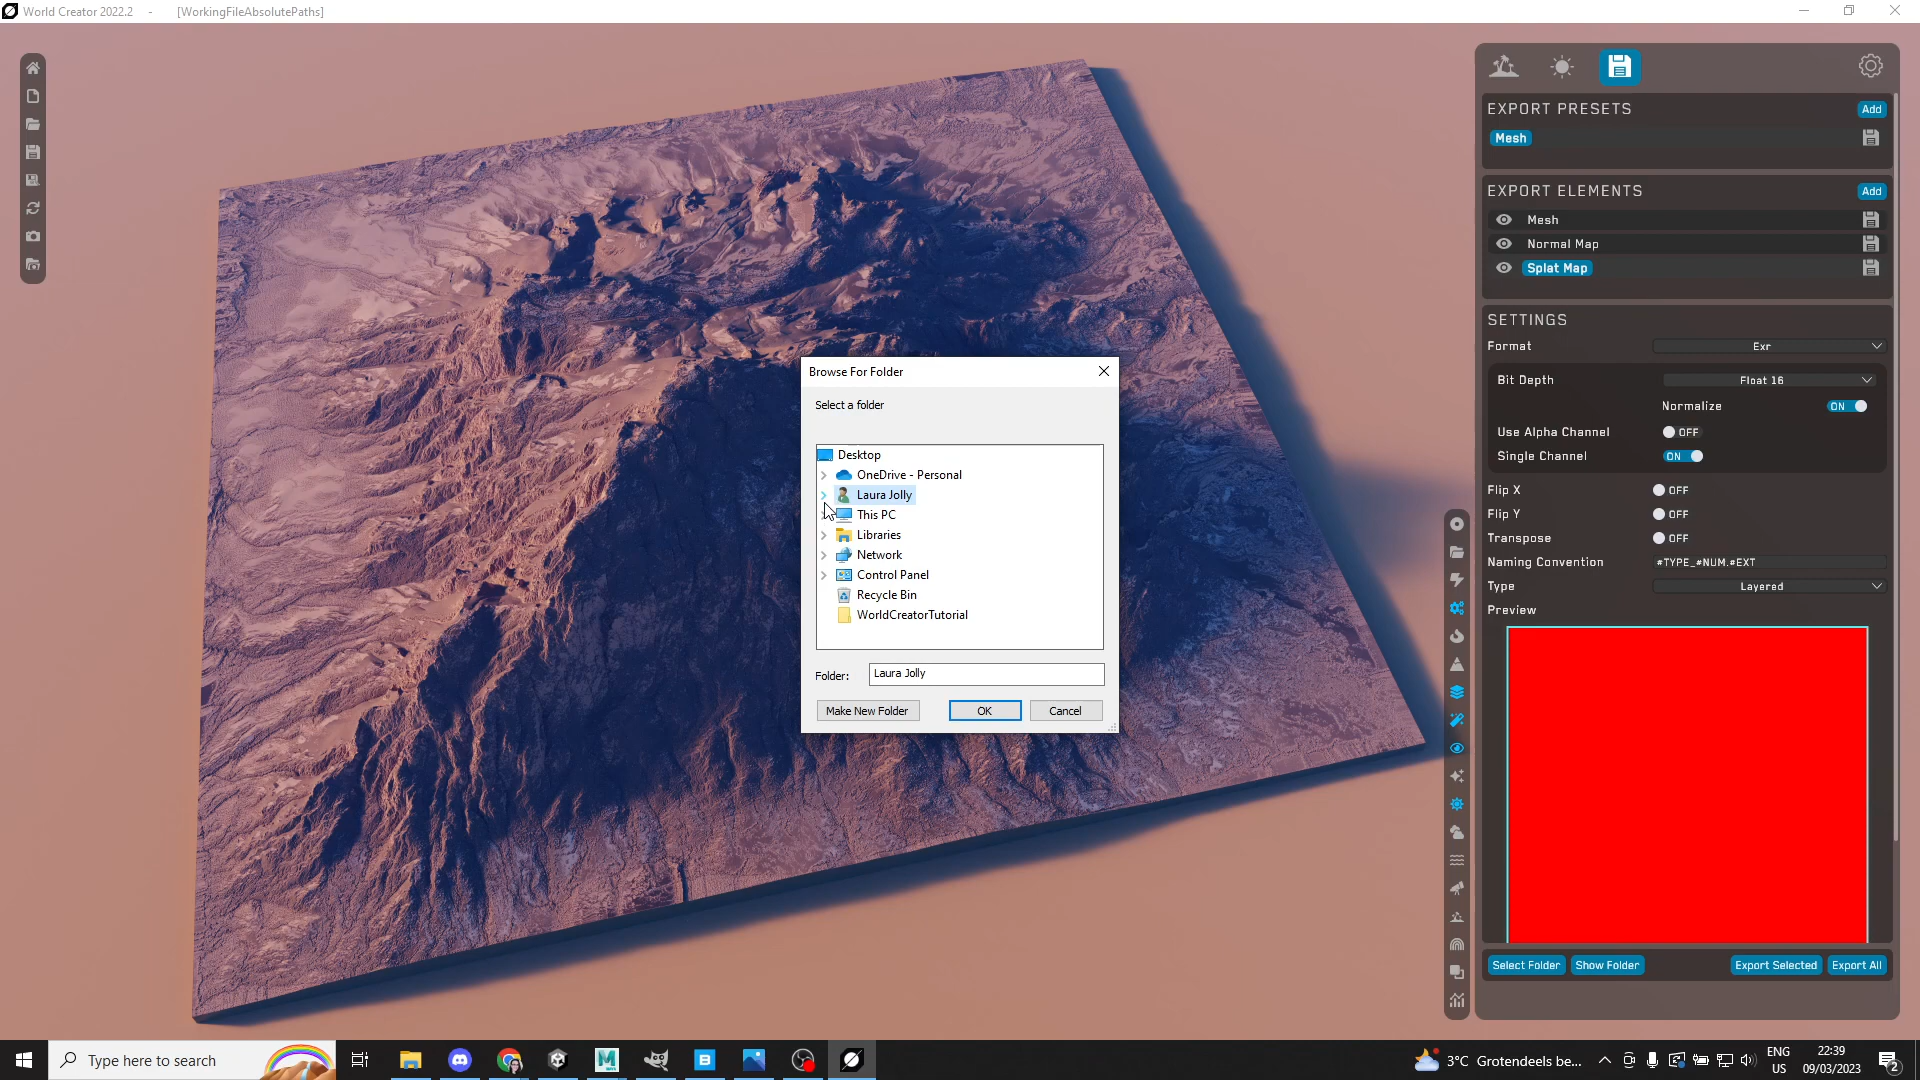 World Creator 2022.2 - [WorkingFileAbsolutePaths]
EXPORT PRESETS
Add
Mesh
EXPORT ELEMENTS
Add
Mesh
Normal Map
Splat Map
SETTINGS
Format Exr
Bit Depth Float 16
Normalize ON
Use Alpha Channel OFF
Single Channel ON
Flip X OFF
Flip Y OFF
Transpose OFF
Naming Convention #TYPE_#NUM.#EXT
Type Layered
Preview
Select Folder Show Folder Export Selected Export All
Browse For Folder
Select a folder
Desktop
OneDrive - Personal
Laura Jolly
This PC
Libraries
Network
Control Panel
Recycle Bin
WorldCreatorTutorial
Folder: Laura Jolly
Make New Folder OK Cancel
Type here to search
3°C Grotendeels be...
ENG
US
22:39
09/03/2023
2